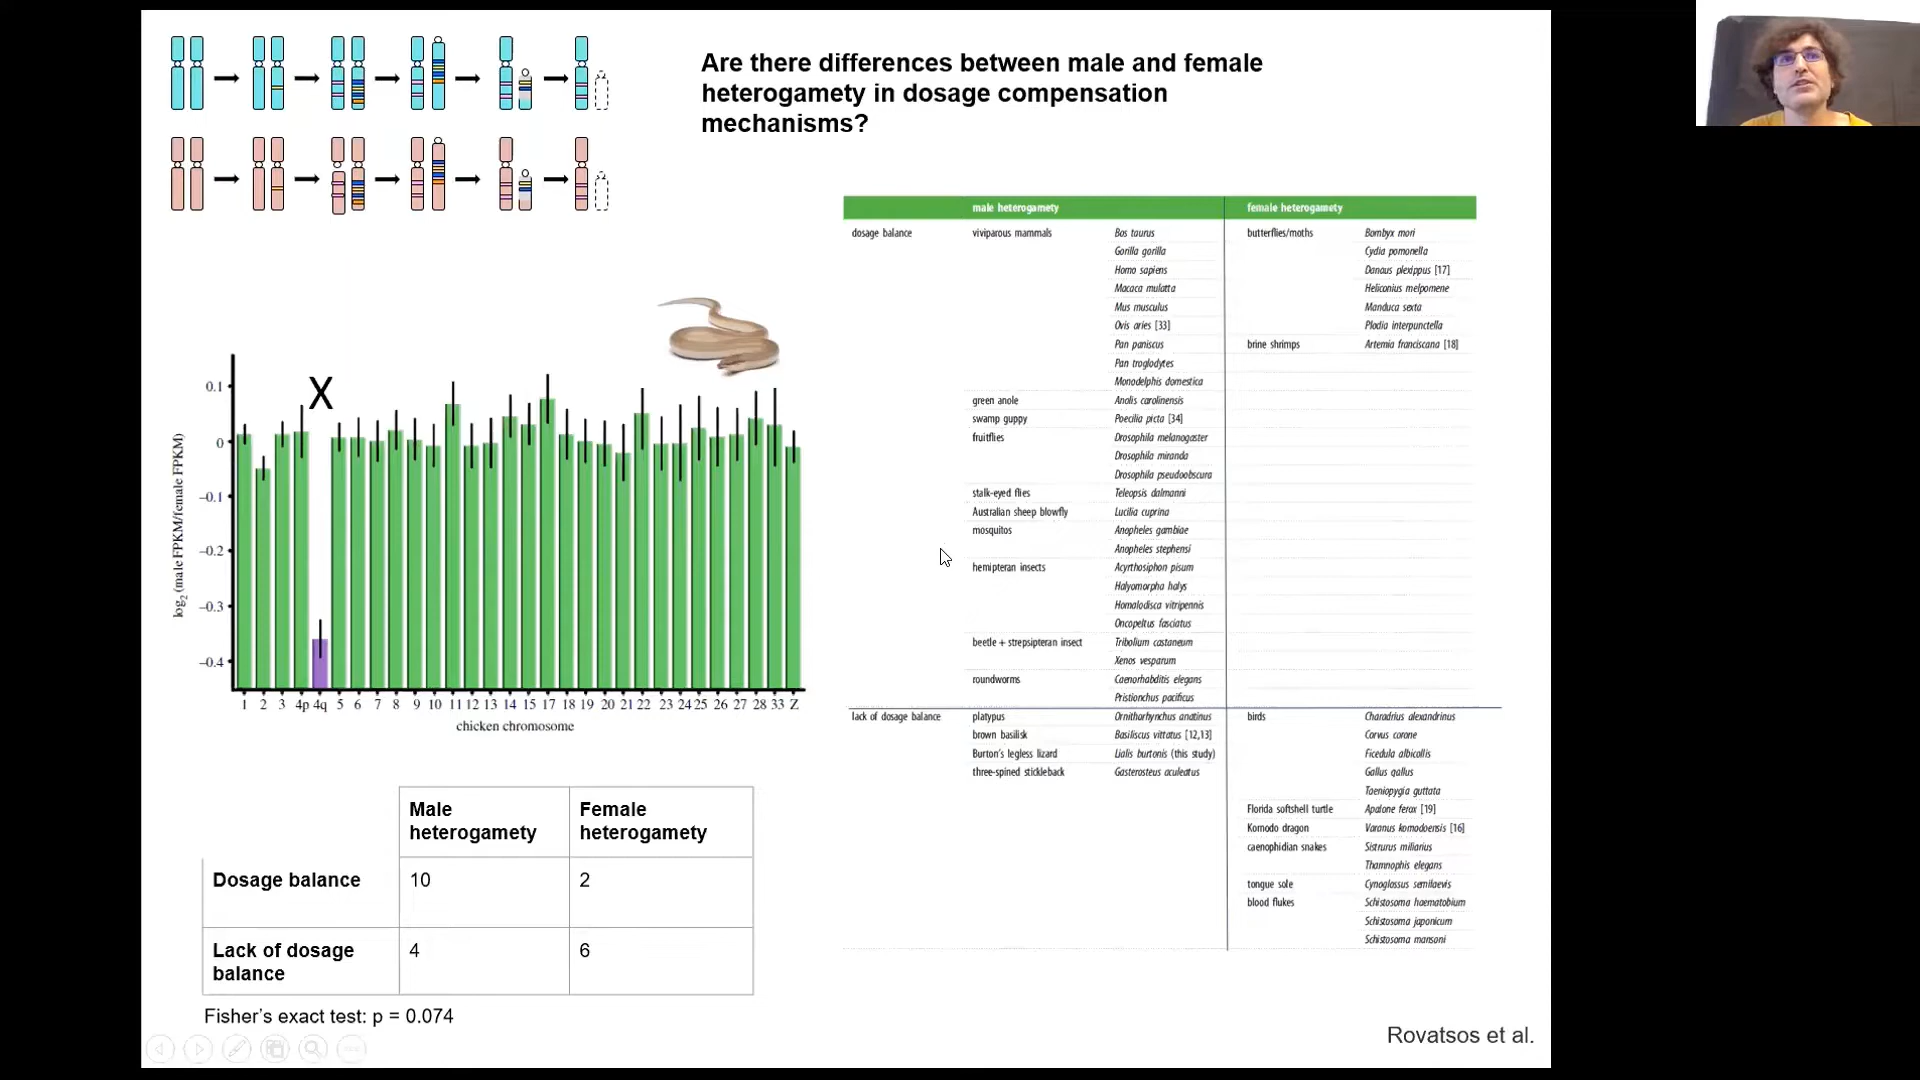 Are there differences between male and female
heterogamety in dosage compensation
mechanisms?
male heterogamety female heterogamety
dosage balance viviparous mammals Bos taurus butterflies/moths Bombyx mori
Gorilla gorilla Cydia pomonella
Homo sapiens Danaus plexippus [17]
Macaca mulatta Heliconius melpomene
Mus musculus Manduca sexta
Ovis aries [33] Plodia interpunctella
Pan paniscus brine shrimps Artemia franciscana [18]
Pan troglodytes
Monodelphis domestica
green anole Anolis carolinensis
swamp guppy Poecilia picta [34]
fruitflies Drosophila melanogaster
Drosophila miranda
Drosophila pseudoobscura
stalk-eyed flies Teleopsis dalmanni
Australian sheep blowfly Lucilia cuprina
mosquitos Anopheles gambiae
Anopheles stephensi
hemipteran insects Acyrthosiphon pisum
Halyomorpha halys
Homalodisca vitripennis
Oncopeltus fasciatus
beetle + strepsipteran insect Tribolium castaneum
Xenos vesparum
roundworms Caenorhabditis elegans
Pristionchus pacificus
lack of dosage balance platypus Ornithorhynchus anatinus birds Charadrius alexandrinus
brown basilisk Basiliscus vittatus [12,13] Corvus corone
Burton's legless lizard Lialis burtonis (this study) Ficedula albicollis
three-spined stickleback Gasterosteus aculeatus Gallus gallus
Taeniopygia guttata
Florida softshell turtle Apalone ferox [19]
Komodo dragon Varanus komodoensis [16]
caenophidian snakes Sistrurus miliarius
Thamnophis elegans
tongue sole Cynoglossus semilaevis
blood flukes Schistosoma haematobium
Schistosoma japonicum
Schistosoma mansoni
X
0.1
0
–0.1
–0.2
–0.3
–0.4
log2 (male FPKM/female FPKM)
1 2 3 4p 4q 5 6 7 8 9 10 11 12 13 14 15 17 18 19 20 21 22 23 24 25 26 27 28 33 Z
chicken chromosome
Male heterogamety Female heterogamety
Dosage balance 10 2
Lack of dosage balance 4 6
Fisher's exact test: p = 0.074
Rovatsos et al.